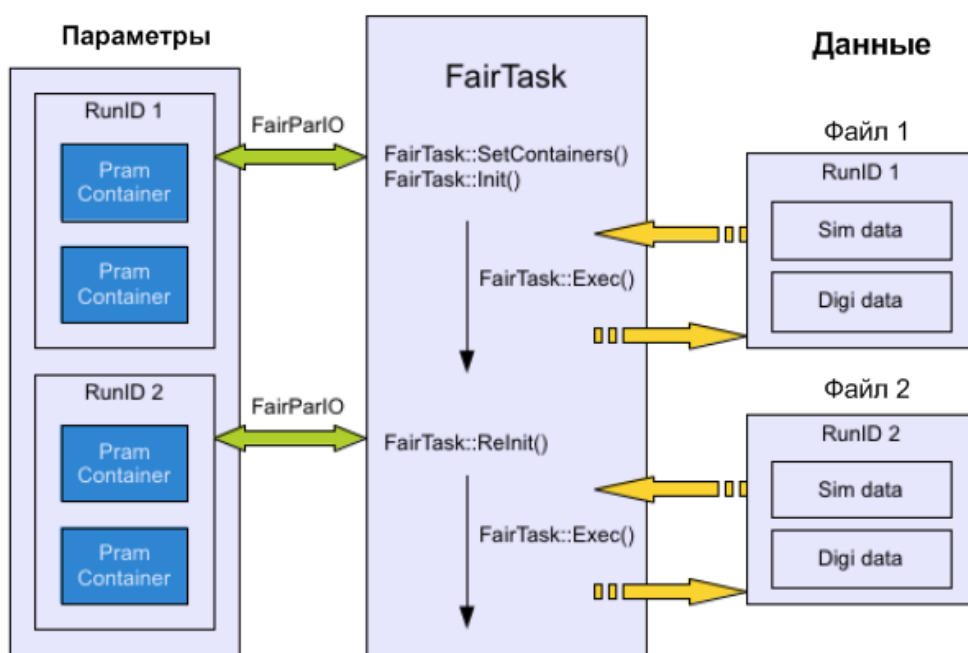 Параметры
RunID 1
Pram
Container
Pram
Container
RunID 2
Pram
Container
Pram
Container
FairParIO
FairParIO
FairTask
FairTask::SetContainers()
FairTask::Init()
FairTask::Exec()
FairTask::ReInit()
FairTask::Exec()
Данные
Файл 1
RunID 1
Sim data
Digi data
Файл 2
RunID 2
Sim data
Digi data